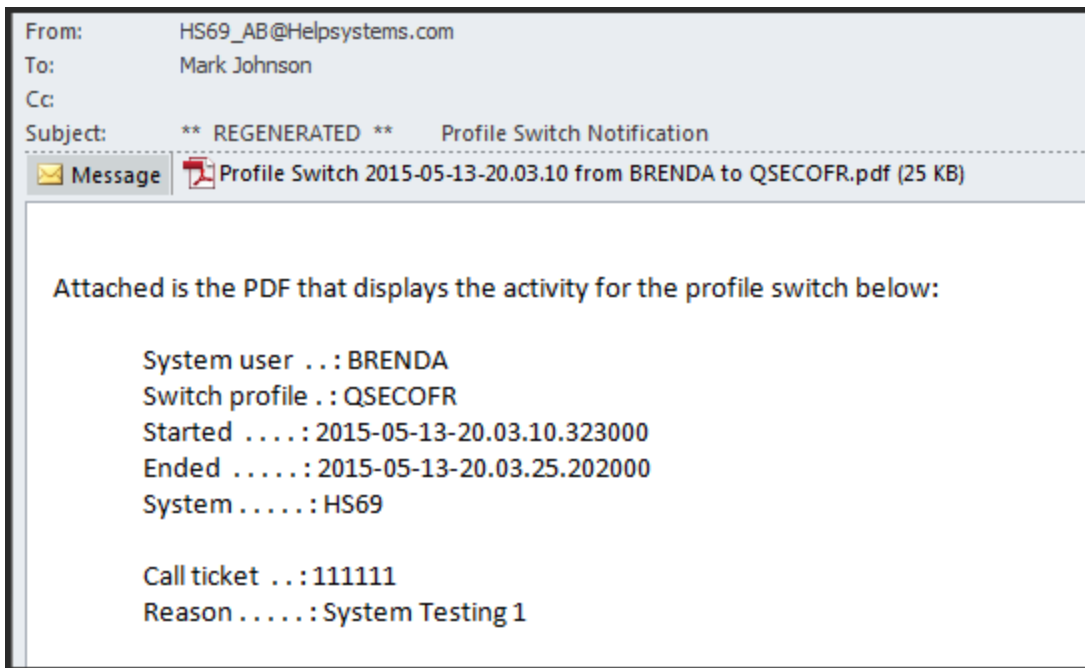 From: HS69_AB@Helpsystems.com
To: Mark Johnson
Cc:
Subject: ** REGENERATED ** Profile Switch Notification
Message Profile Switch 2015-05-13-20.03.10 from BRENDA to QSECOFR.pdf (25 KB)
Attached is the PDF that displays the activity for the profile switch below:
System user . . : BRENDA
Switch profile . : QSECOFR
Started . . . . : 2015-05-13-20.03.10.323000
Ended . . . . . : 2015-05-13-20.03.25.202000
System . . . . . : HS69
Call ticket . . : 111111
Reason . . . . . : System Testing 1